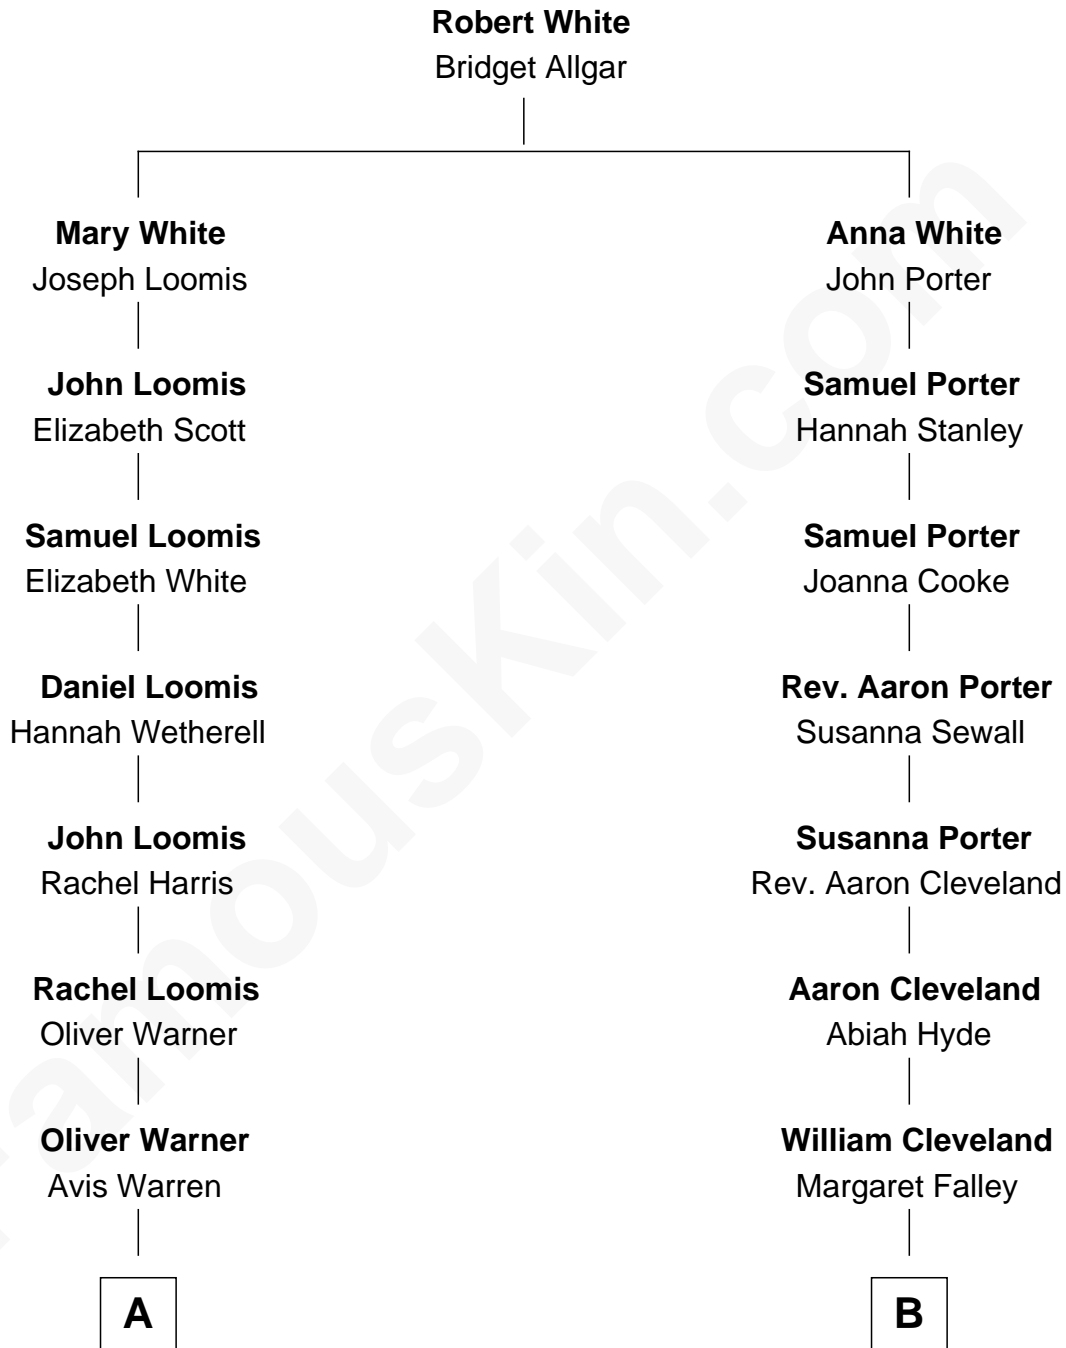 Robert White
Bridget Allgar
Mary White
Joseph Loomis
John Loomis
Elizabeth Scott
Samuel Loomis
Elizabeth White
Daniel Loomis
Hannah Wetherell
John Loomis
Rachel Harris
Rachel Loomis
Oliver Warner
Oliver Warner
Avis Warren
A
Anna White
John Porter
Samuel Porter
Hannah Stanley
Samuel Porter
Joanna Cooke
Rev. Aaron Porter
Susanna Sewall
Susanna Porter
Rev. Aaron Cleveland
Aaron Cleveland
Abiah Hyde
William Cleveland
Margaret Falley
B
FamousKin.com